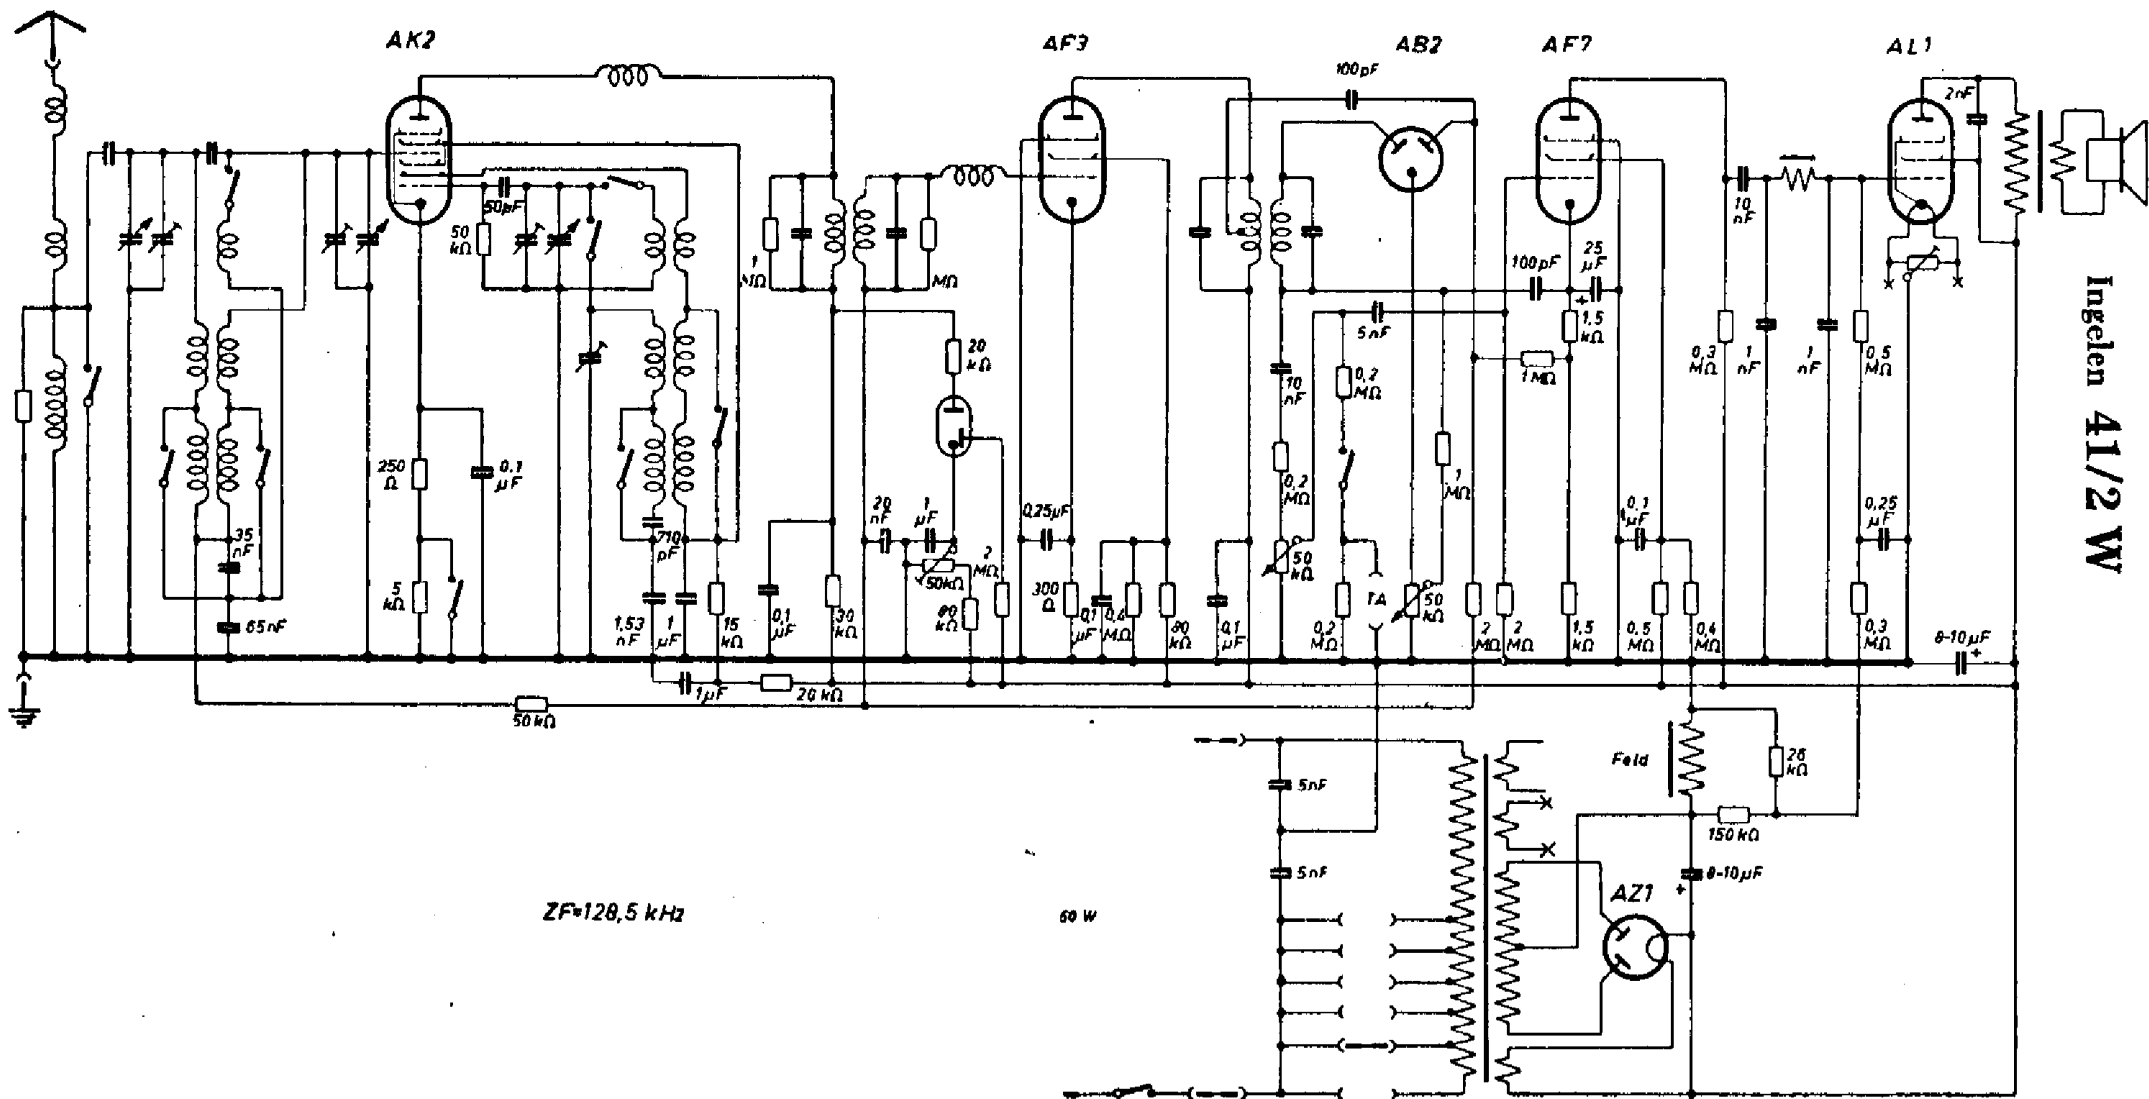 AK2
AF3
AB2
AF7
AL1
100pF
2nF
50pF
50
kΩ
1
MΩ
MΩ
20
kΩ
100pF
25
µF
+
1,5
kΩ
5nF
1MΩ
10
nF
0,3
MΩ
1
nF
1
nF
0,5
MΩ
10
nF
0,2
MΩ
1
MΩ
0,2
MΩ
250
Ω
0,1
µF
5
kΩ
35
nF
65nF
710
pF
1,53
nF
1
µF
15
kΩ
0,1
µF
30
kΩ
20
nF
1
µF
50kΩ
80
kΩ
2
MΩ
0,25µF
300
Ω
0,1
µF
0,4
MΩ
80
kΩ
0,1
µF
50
kΩ
0,2
MΩ
TA
50
kΩ
2
MΩ
2
MΩ
1,5
kΩ
0,1
µF
0,5
MΩ
0,4
MΩ
0,25
µF
0,3
MΩ
8-10µF
+
1µF
20 kΩ
50kΩ
Feld
28
kΩ
150kΩ
5nF
5nF
8-10µF
+
AZ1
ZF=128,5 kHz
60 W
Ingelen 41/2 W